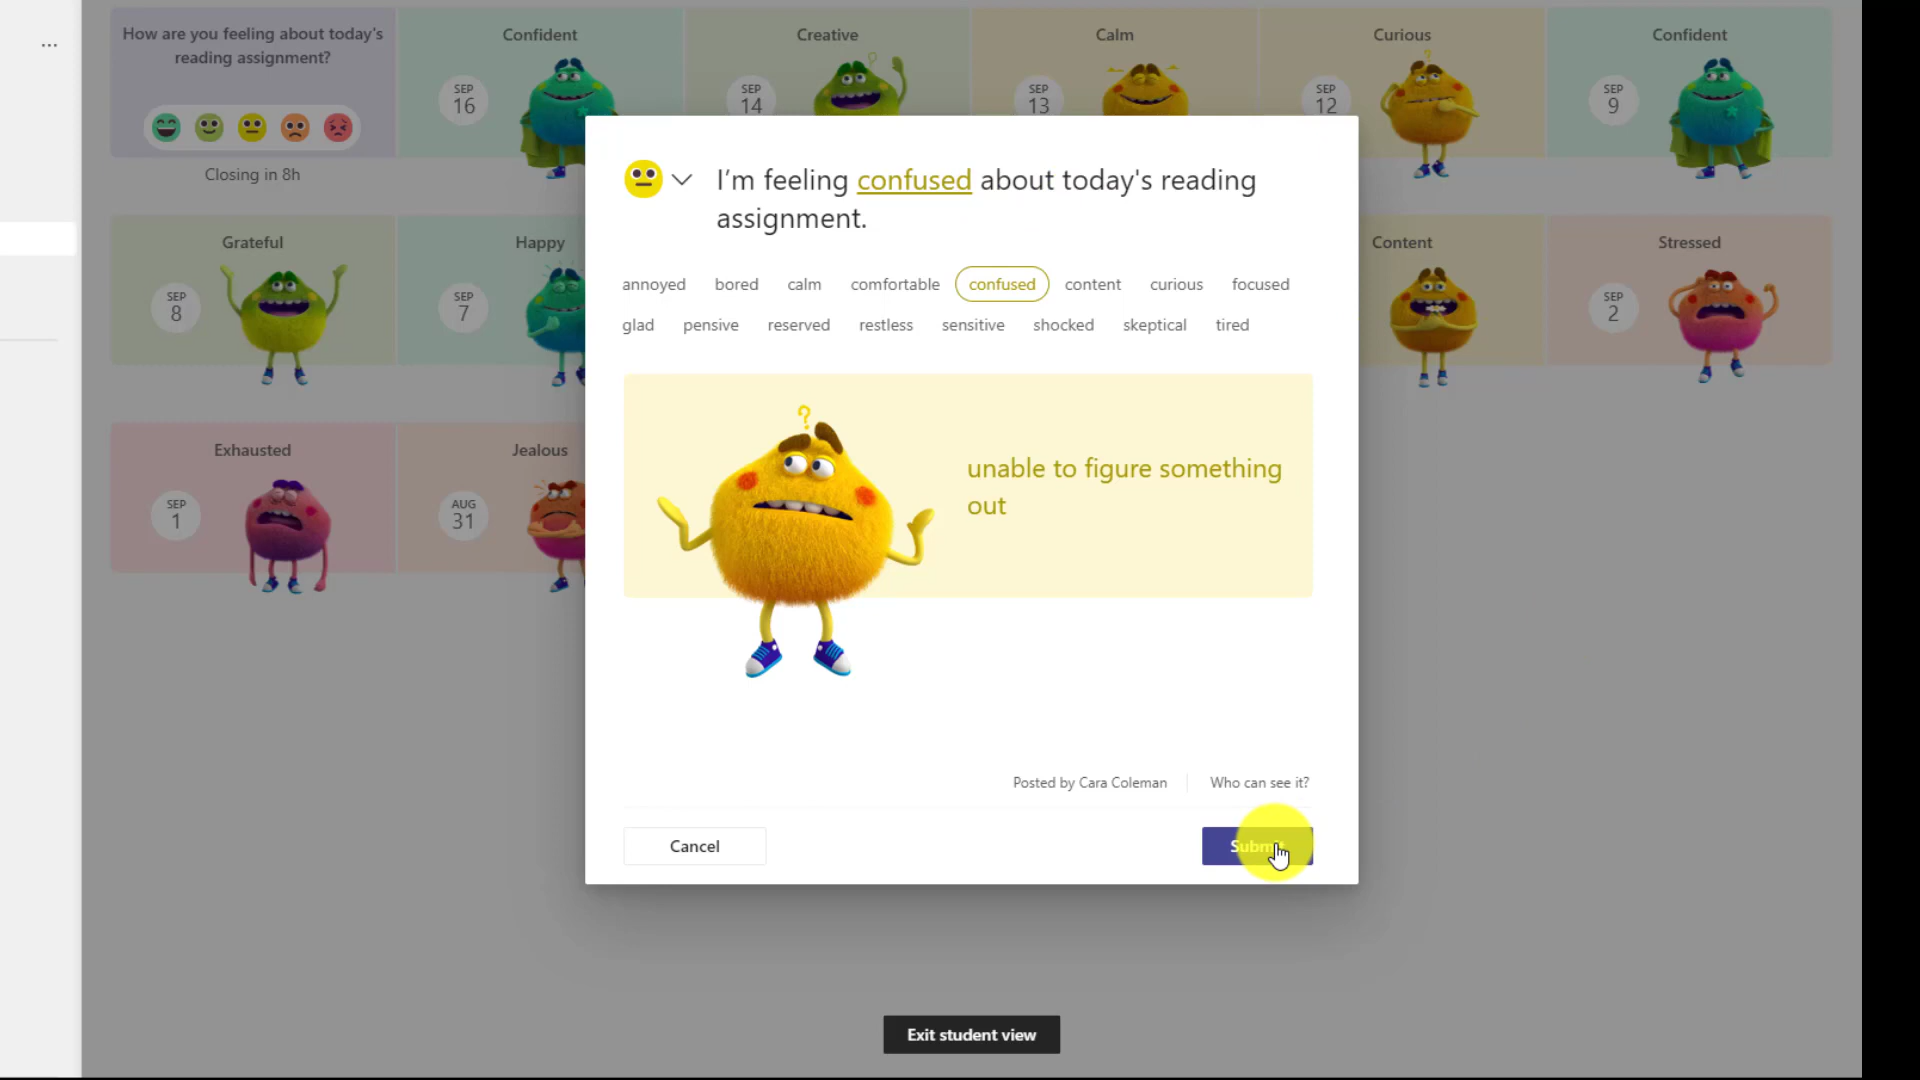 ...
How are you feeling about today's
reading assignment?
Closing in 8h
Confident
SEP
16
Creative
SEP
14
Calm
SEP
13
Curious
SEP
12
Confident
SEP
9
Grateful
SEP
8
Happy
SEP
7
Content
Stressed
SEP
2
Exhausted
SEP
1
Jealous
AUG
31
I'm feeling confused about today's reading
assignment.
annoyed bored calm comfortable confused content curious focused
glad pensive reserved restless sensitive shocked skeptical tired
?
unable to figure something
out
Posted by Cara Coleman Who can see it?
Cancel Submit
Exit student view